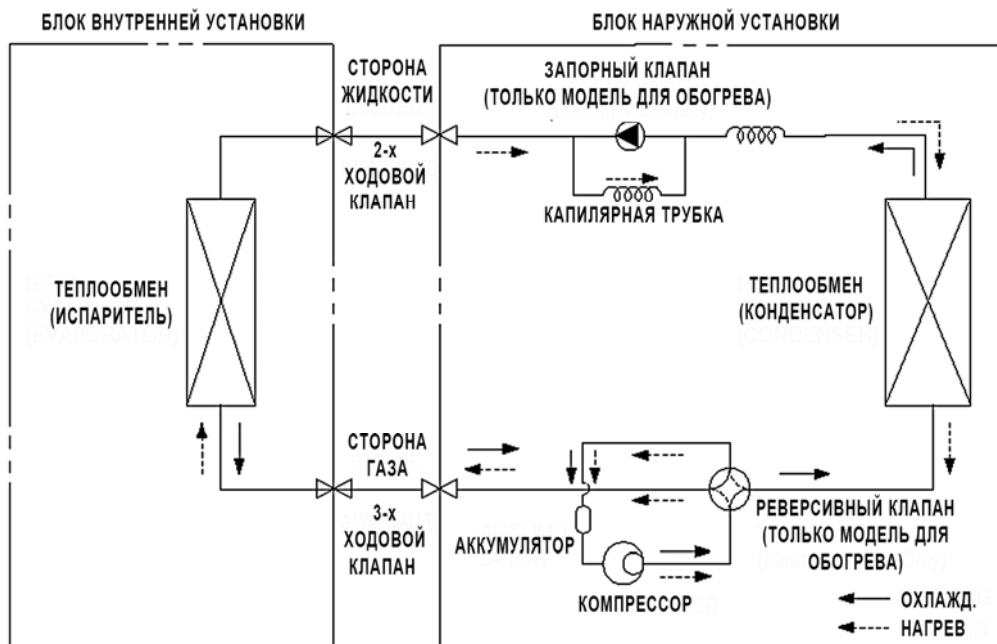 БЛОК ВНУТРЕННЕЙ УСТАНОВКИ
БЛОК НАРУЖНОЙ УСТАНОВКИ
СТОРОНА
ЖИДКОСТИ
ЗАПОРНЫЙ КЛАПАН
(ТОЛЬКО МОДЕЛЬ ДЛЯ ОБОГРЕВА)
2-х
ХОДОВОЙ
КЛАПАН
КАПИЛЯРНАЯ ТРУБКА
ТЕПЛООБМЕН
(ИСПАРИТЕЛЬ)
(EVAPORATOR)
ТЕПЛООБМЕН
(КОНДЕНСАТОР)
(CONDENSER)
СТОРОНА
ГАЗА
3-х
ХОДОВОЙ
КЛАПАН
АККУМУЛЯТОР
КОМПРЕССОР
РЕВЕРСИВНЫЙ КЛАПАН
(ТОЛЬКО МОДЕЛЬ ДЛЯ
ОБОГРЕВА)
ОХЛАЖД.
НАГРЕВ